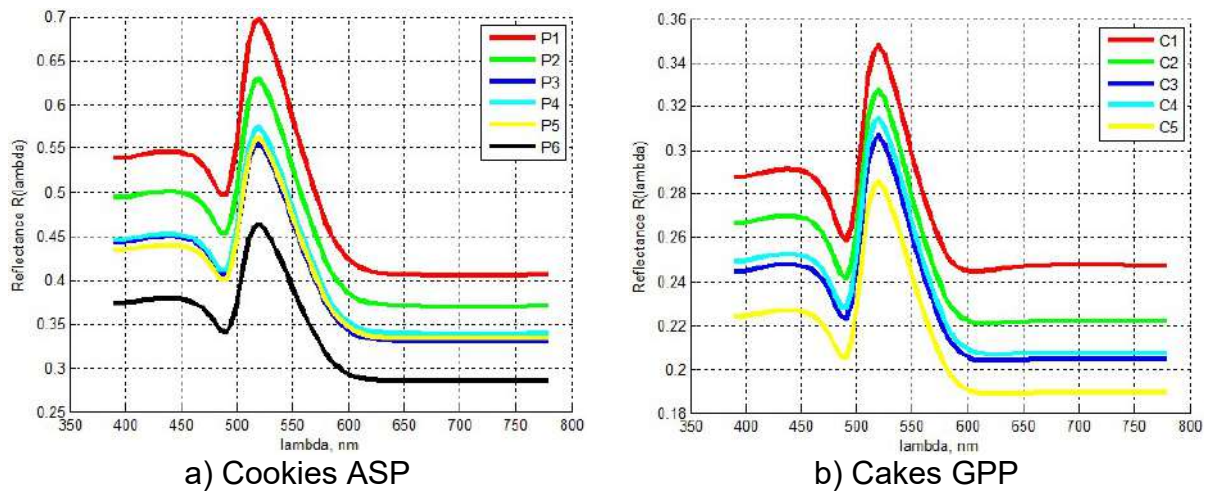 0.7
0.65
0.6
0.55
0.5
0.45
0.4
0.35
0.3
0.25
Reflectance R(lambda)
350 400 450 500 550 600 650 700 750 800
lambda, nm
P1
P2
P3
P4
P5
P6
a) Cookies ASP
0.36
0.34
0.32
0.3
0.28
0.26
0.24
0.22
0.2
0.18
Reflectance R(lambda)
350 400 450 500 550 600 650 700 750 800
lambda, nm
C1
C2
C3
C4
C5
b) Cakes GPP